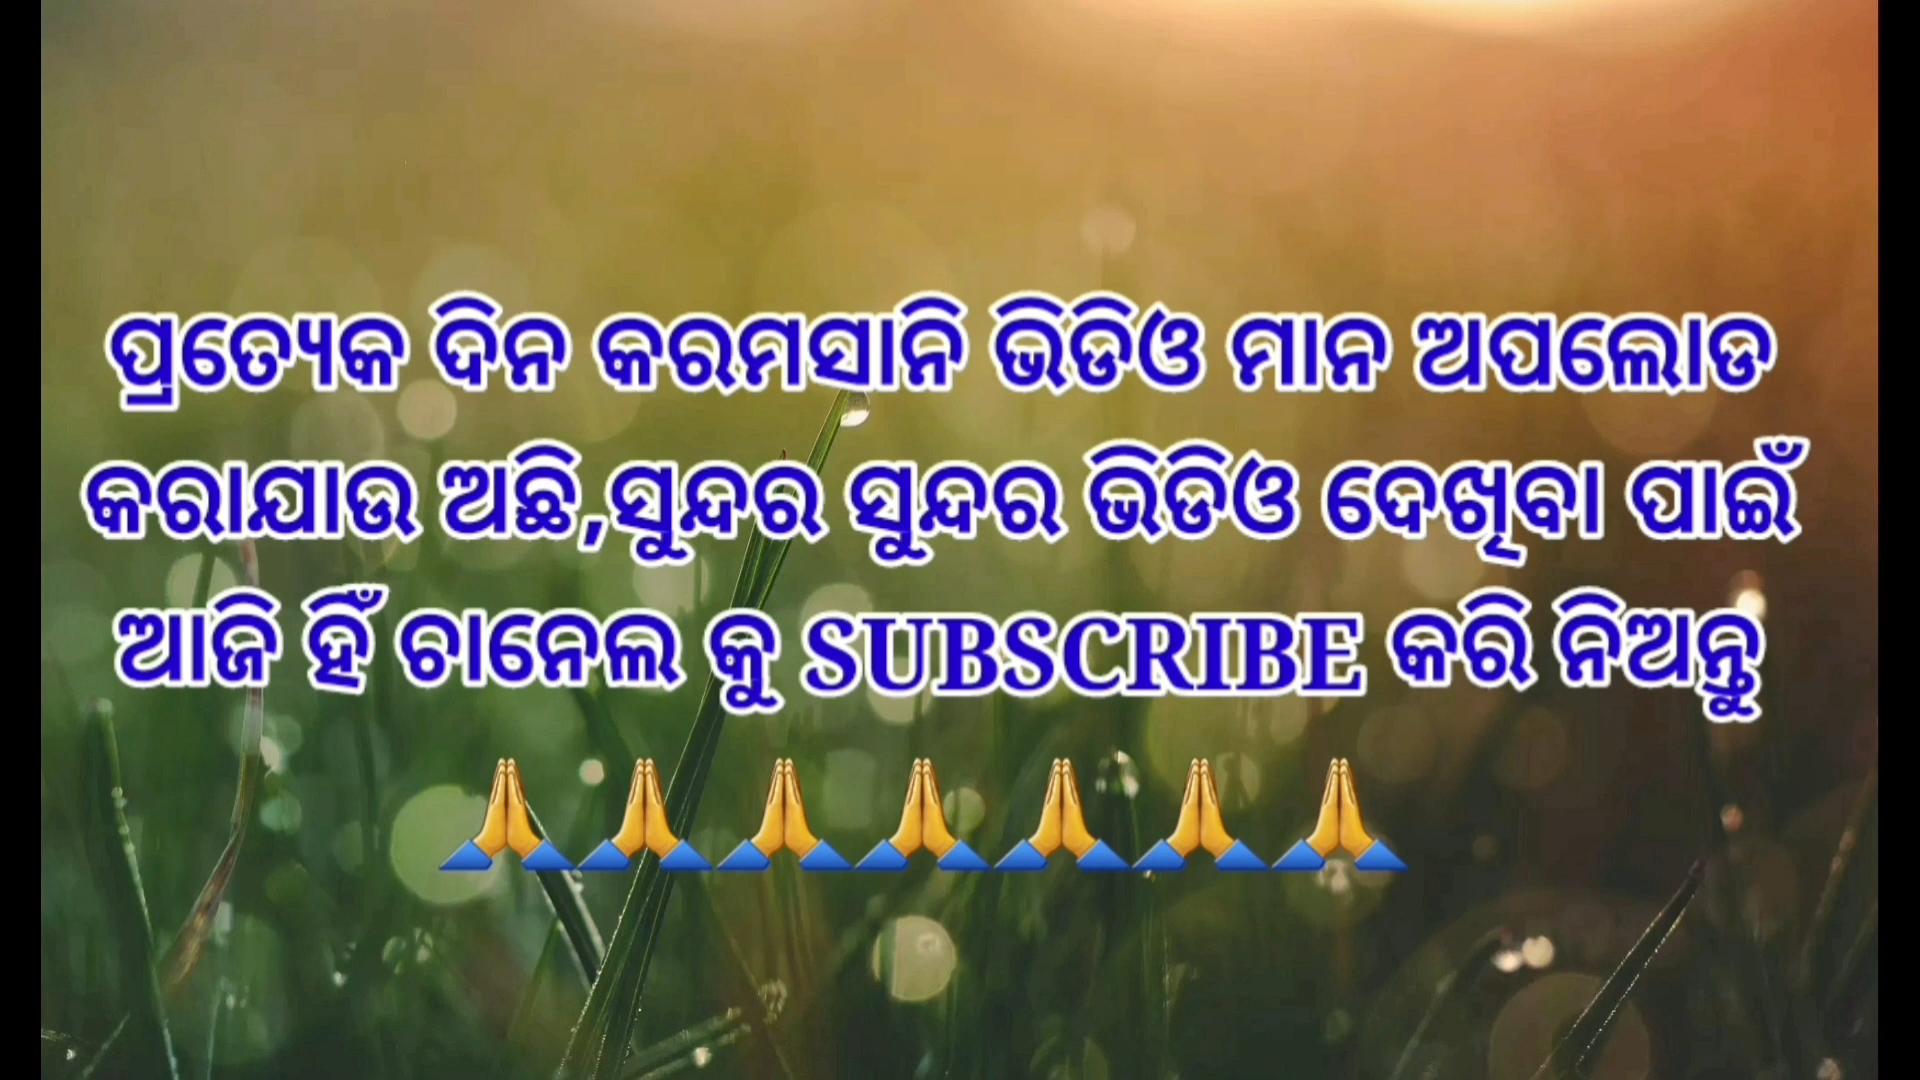 ପ୍ରତ୍ୟେକ ଦିନ କରମସାନି ଭିଡିଓ ମାନ ଅପଲୋଡ
କରାଯାଉ ଅଛି,ସୁନ୍ଦର ସୁନ୍ଦର ଭିଡିଓ ଦେଖିବା ପାଇଁ
ଆଜି ହିଁ ଚାନେଲ କୁ SUBSCRIBE କରି ନିଅନ୍ତୁ
🙏🙏🙏🙏🙏🙏🙏